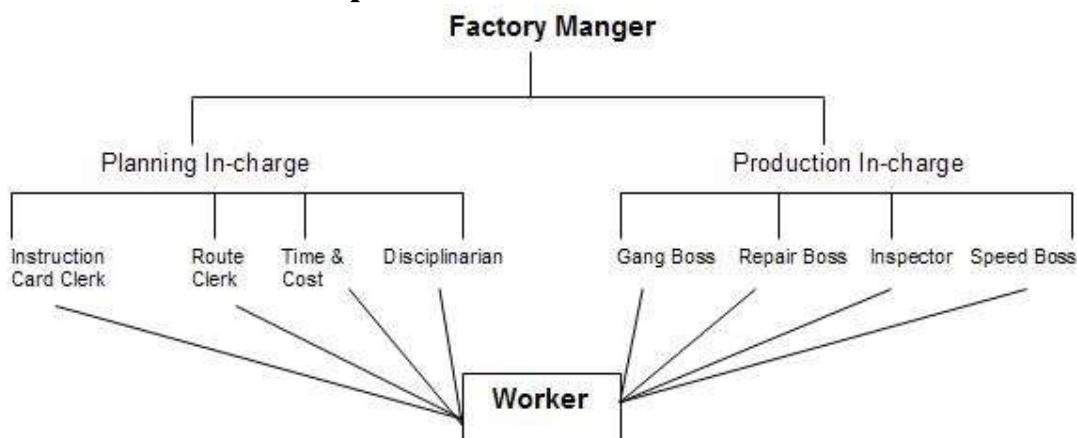 Factory Manger
Planning In-charge
Production In-charge
Instruction
Card Clerk
Route
Clerk
Time &
Cost
Disciplinarian
Gang Boss
Repair Boss
Inspector
Speed Boss
Worker